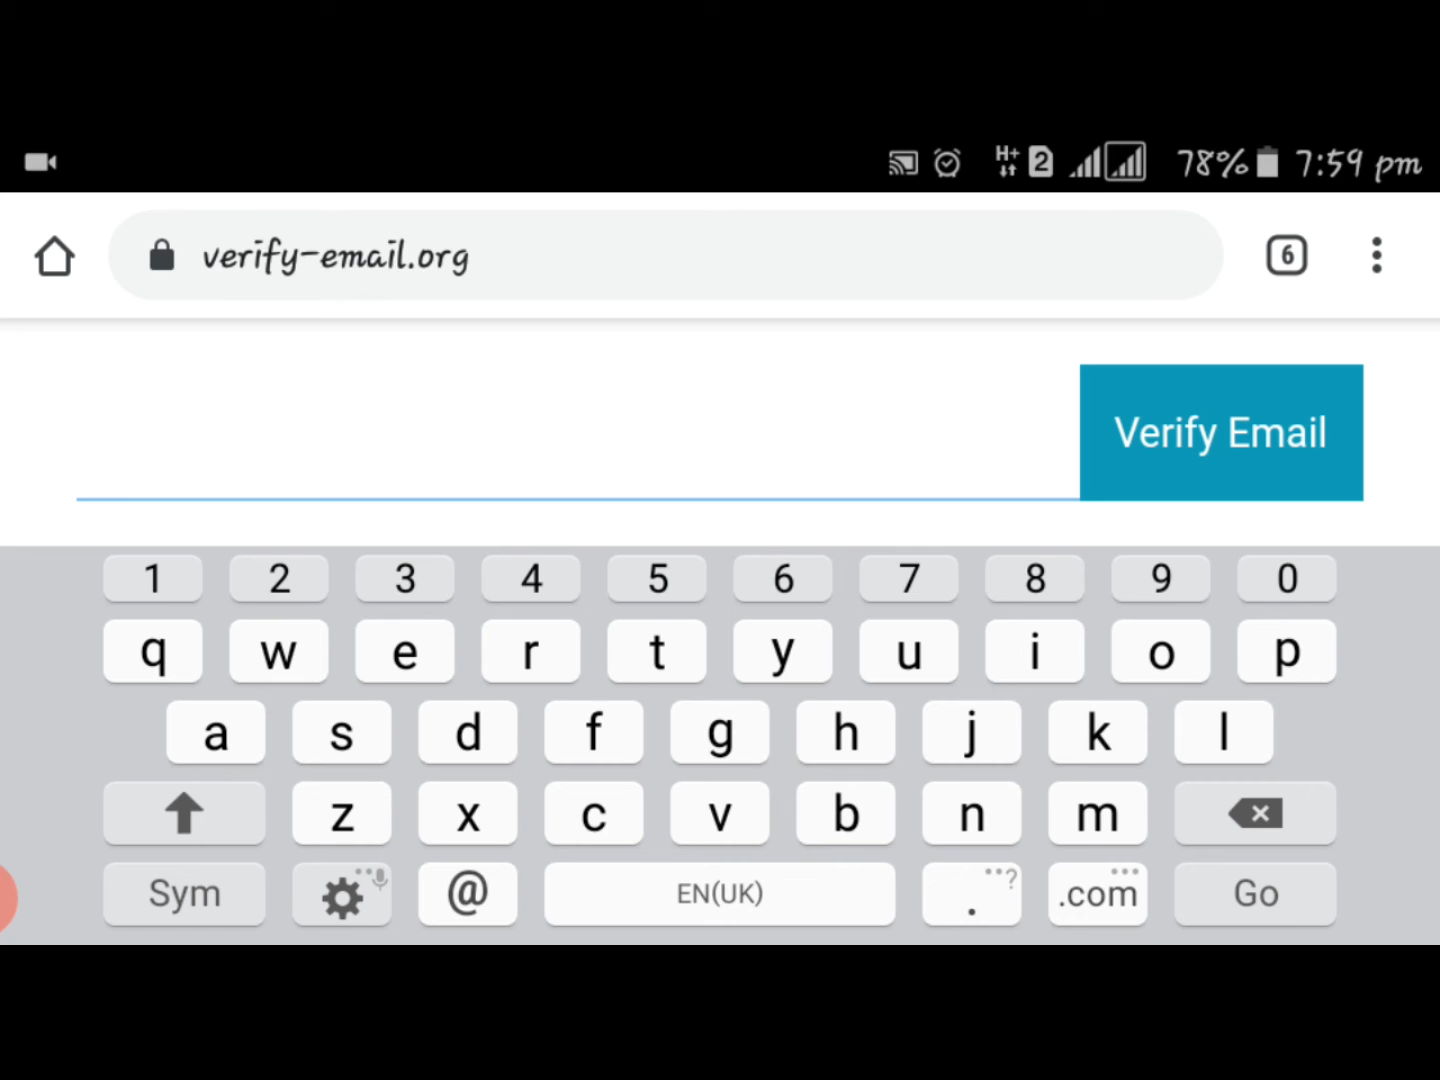 H+ 2 78% 7:59 pm
verify-email.org 6
Verify Email
1 2 3 4 5 6 7 8 9 0
q w e r t y u i o p
a s d f g h j k l
z x c v b n m
Sym @ EN(UK) . ? .com Go